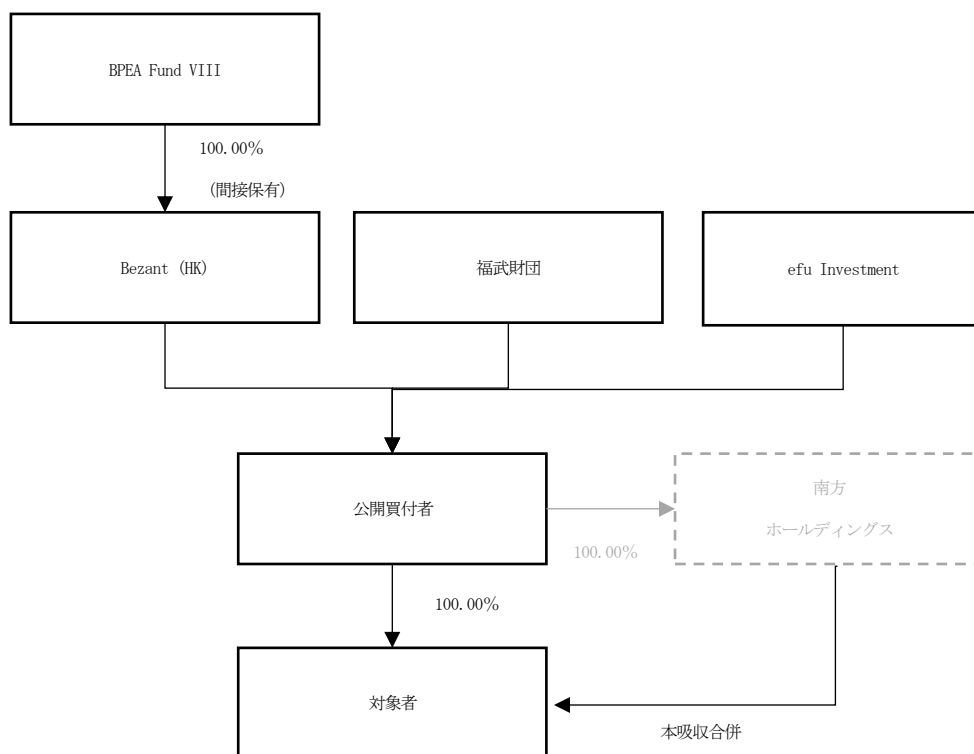 BPEA Fund VIII
100.00%
(間接保有)
Bezant (HK)
福武財団
efu Investment
公開買付者
南方
ホールディングス
100.00%
100.00%
対象者
本吸収合併